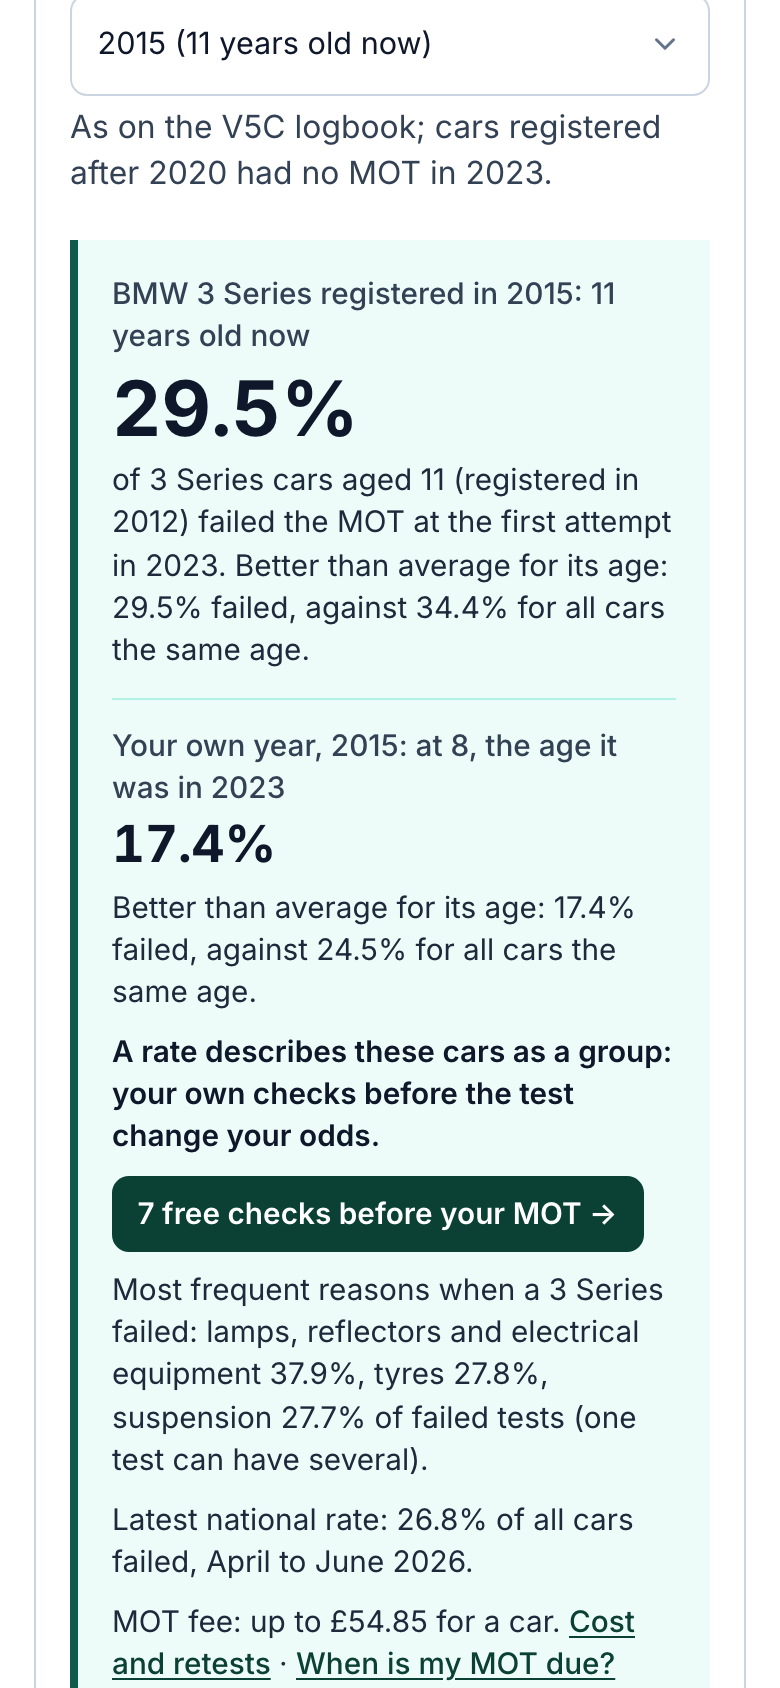 2015 (11 years old now)
As on the V5C logbook; cars registered
after 2020 had no MOT in 2023.
BMW 3 Series registered in 2015: 11
years old now
29.5%
of 3 Series cars aged 11 (registered in
2012) failed the MOT at the first attempt
in 2023. Better than average for its age:
29.5% failed, against 34.4% for all cars
the same age.
Your own year, 2015: at 8, the age it
was in 2023
17.4%
Better than average for its age: 17.4%
failed, against 24.5% for all cars the
same age.
A rate describes these cars as a group:
your own checks before the test
change your odds.
7 free checks before your MOT →
Most frequent reasons when a 3 Series
failed: lamps, reflectors and electrical
equipment 37.9%, tyres 27.8%,
suspension 27.7% of failed tests (one
test can have several).
Latest national rate: 26.8% of all cars
failed, April to June 2026.
MOT fee: up to £54.85 for a car. Cost
and retests · When is my MOT due?